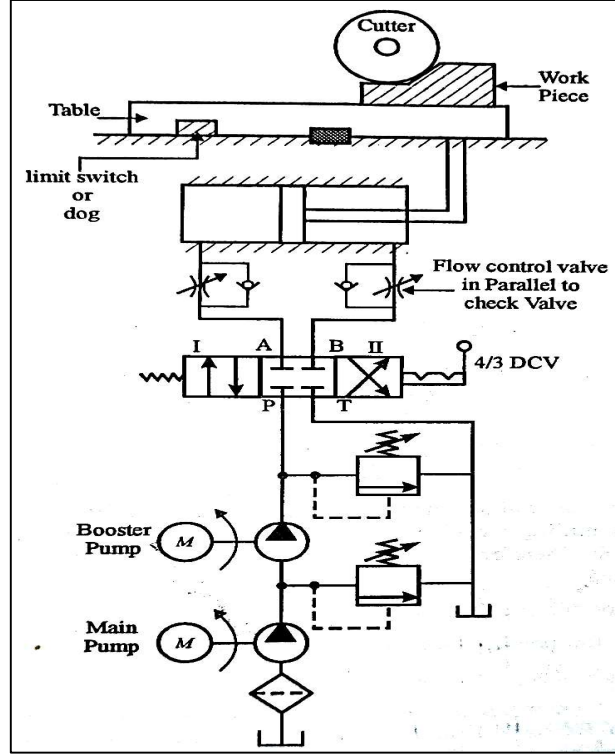 Cutter
Work
Piece
Table
limit switch
or
dog
Flow control valve
in Parallel to
check Valve
I
A
B
II
4/3 DCV
P
T
Booster
Pump
M
Main
Pump
M